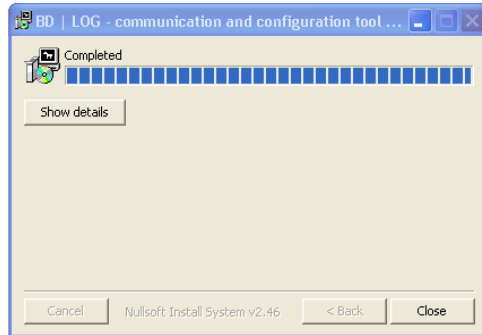 BD | LOG - communication and configuration tool ...
Completed
Show details
Cancel
Nullsoft Install System v2.46
< Back
Close